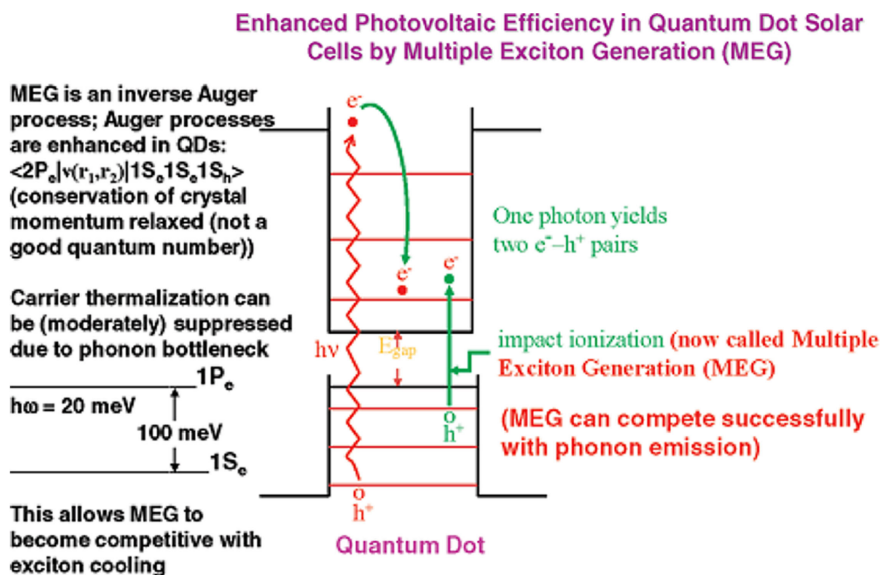 Enhanced Photovoltaic Efficiency in Quantum Dot Solar
Cells by Multiple Exciton Generation (MEG)
MEG is an inverse Auger
process; Auger processes
are enhanced in QDs:
<2Pₑ|v(r₁,r₂)|1Sₑ1Sₑ1Sₕ>
(conservation of crystal
momentum relaxed (not a
good quantum number))
Carrier thermalization can
be (moderately) suppressed
due to phonon bottleneck
1Pₑ
hω = 20 meV
100 meV
1Sₑ
This allows MEG to
become competitive with
exciton cooling
e⁻
e⁻
e⁻
hν
E_gap
o
h⁺
o
h⁺
Quantum Dot
One photon yields
two e⁻–h⁺ pairs
impact ionization (now called Multiple
Exciton Generation (MEG)
(MEG can compete successfully
with phonon emission)